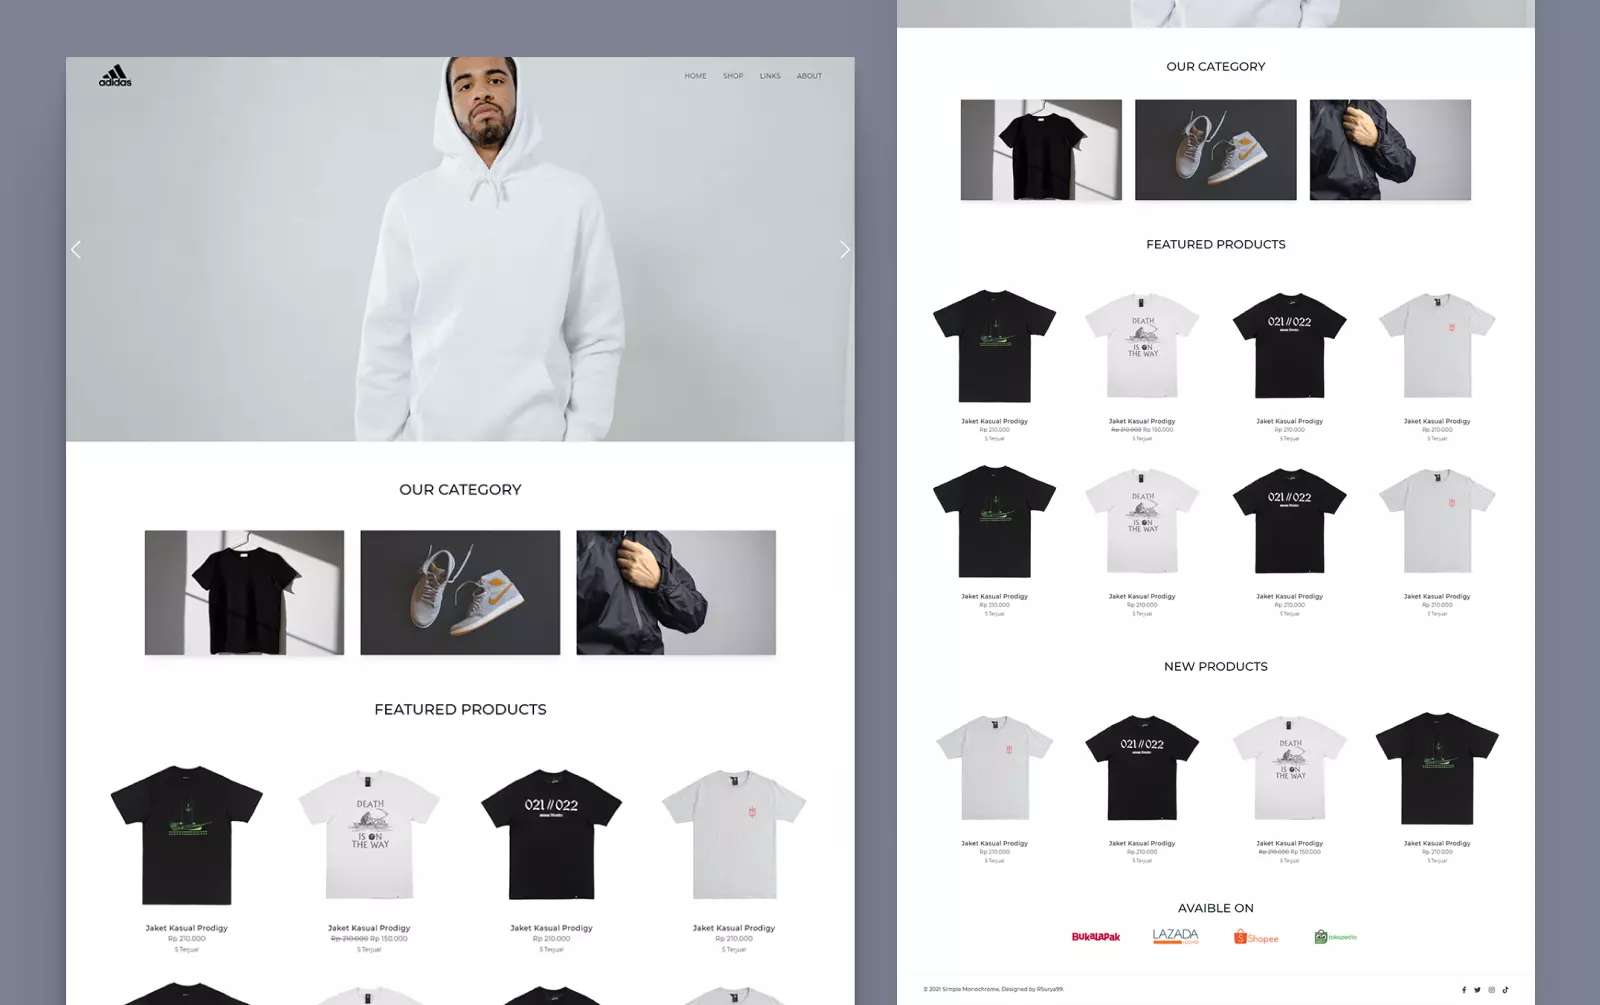 adidas
HOME SHOP LINKS ABOUT
OUR CATEGORY
FEATURED PRODUCTS
DEATH
IS ON
THE WAY
021//022
Jaket Kasual Prodigy
Rp 210.000
5 Terjual
Jaket Kasual Prodigy
Rp 210.000 Rp 150.000
5 Terjual
Jaket Kasual Prodigy
Rp 210.000
5 Terjual
Jaket Kasual Prodigy
Rp 210.000
5 Terjual
OUR CATEGORY
FEATURED PRODUCTS
DEATH
IS ON
THE WAY
021//022
Jaket Kasual Prodigy
Rp 210.000
5 Terjual
Jaket Kasual Prodigy
Rp 210.000 Rp 150.000
5 Terjual
Jaket Kasual Prodigy
Rp 210.000
5 Terjual
Jaket Kasual Prodigy
Rp 210.000
5 Terjual
DEATH
IS ON
THE WAY
021//022
Jaket Kasual Prodigy
Rp 210.000
5 Terjual
Jaket Kasual Prodigy
Rp 210.000
5 Terjual
Jaket Kasual Prodigy
Rp 210.000
5 Terjual
Jaket Kasual Prodigy
Rp 210.000
5 Terjual
NEW PRODUCTS
021//022
DEATH
IS ON
THE WAY
Jaket Kasual Prodigy
Rp 210.000
5 Terjual
Jaket Kasual Prodigy
Rp 210.000
5 Terjual
Jaket Kasual Prodigy
Rp 210.000 Rp 150.000
5 Terjual
Jaket Kasual Prodigy
Rp 210.000
5 Terjual
AVAIBLE ON
BukaLapak
LAZADA
Shopee
tokopedia
© 2021 Simple Monochrome, Designed by RSurya99.